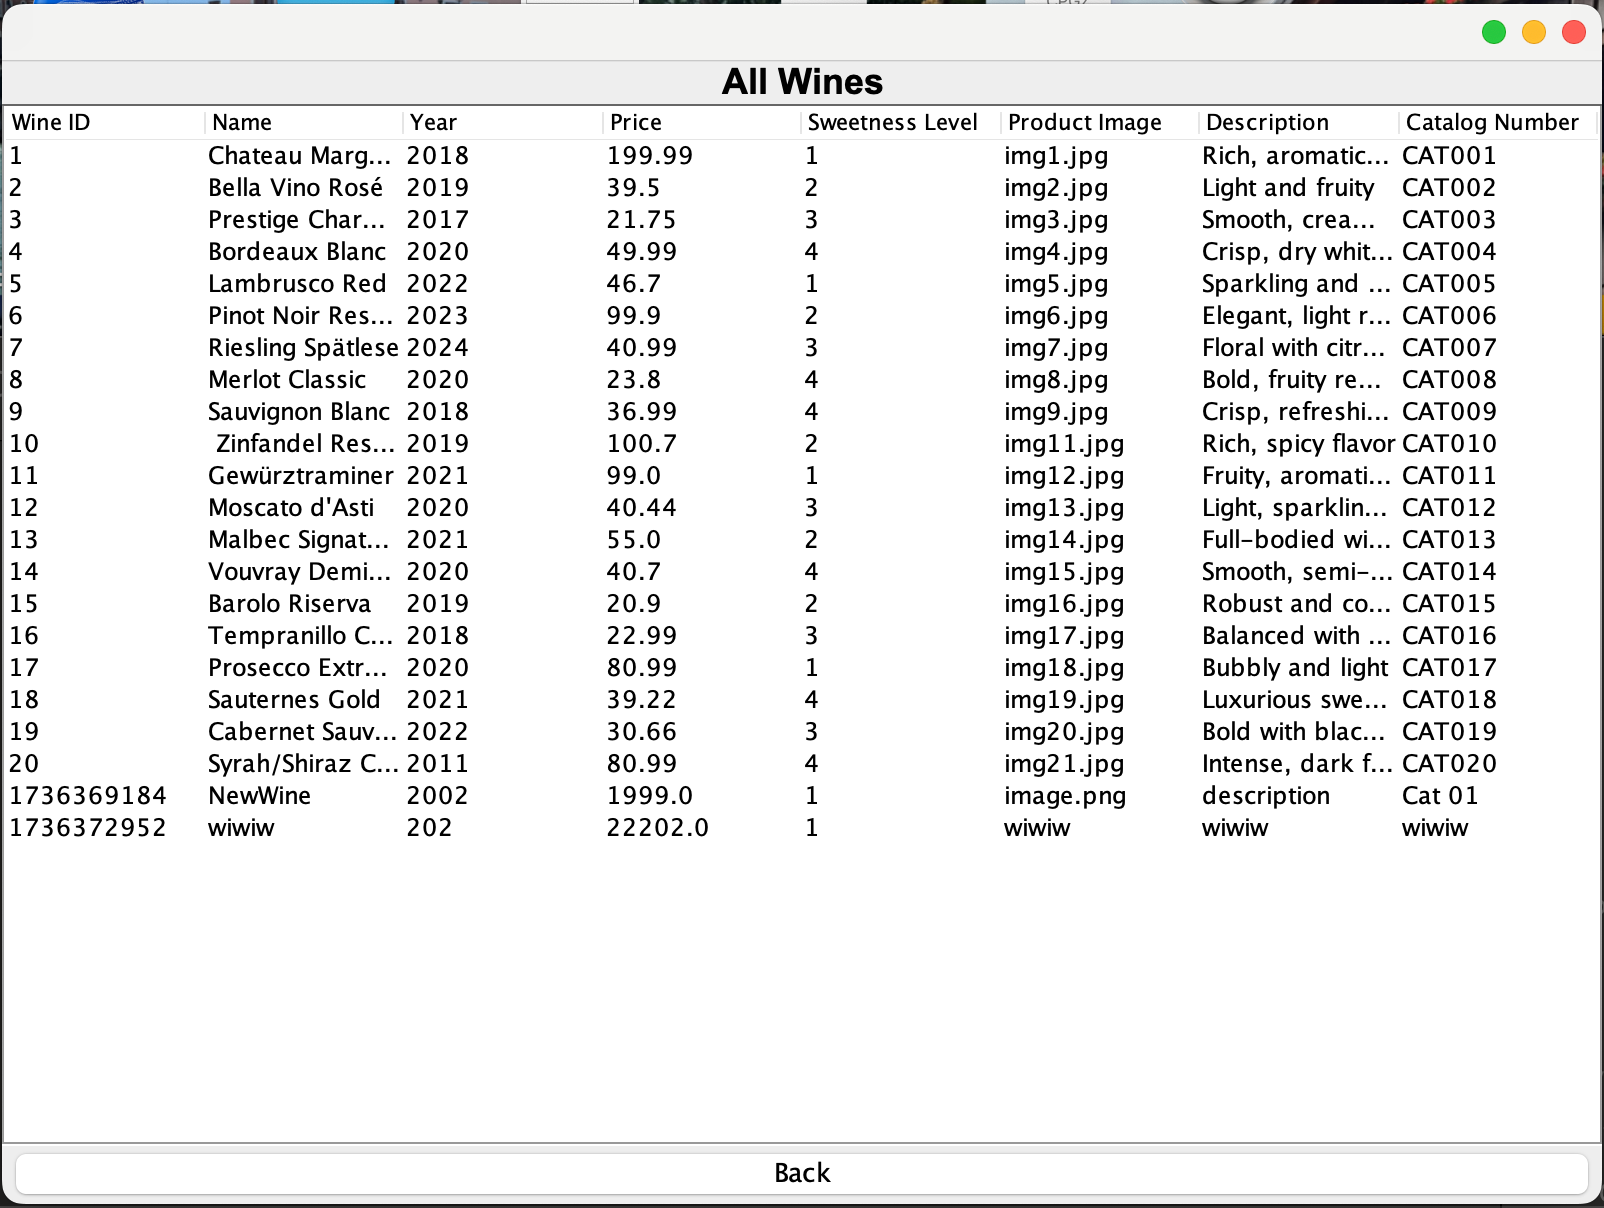 All Wines
Wine ID Name Year Price Sweetness Level Product Image Description Catalog Number
1 Chateau Marg... 2018 199.99 1 img1.jpg Rich, aromatic... CAT001
2 Bella Vino Rosé 2019 39.5 2 img2.jpg Light and fruity CAT002
3 Prestige Char... 2017 21.75 3 img3.jpg Smooth, crea... CAT003
4 Bordeaux Blanc 2020 49.99 4 img4.jpg Crisp, dry whit... CAT004
5 Lambrusco Red 2022 46.7 1 img5.jpg Sparkling and ... CAT005
6 Pinot Noir Res... 2023 99.9 2 img6.jpg Elegant, light r... CAT006
7 Riesling Spätlese 2024 40.99 3 img7.jpg Floral with citr... CAT007
8 Merlot Classic 2020 23.8 4 img8.jpg Bold, fruity re... CAT008
9 Sauvignon Blanc 2018 36.99 4 img9.jpg Crisp, refreshi... CAT009
10 Zinfandel Res... 2019 100.7 2 img11.jpg Rich, spicy flavor CAT010
11 Gewürztraminer 2021 99.0 1 img12.jpg Fruity, aromati... CAT011
12 Moscato d'Asti 2020 40.44 3 img13.jpg Light, sparklin... CAT012
13 Malbec Signat... 2021 55.0 2 img14.jpg Full-bodied wi... CAT013
14 Vouvray Demi... 2020 40.7 4 img15.jpg Smooth, semi-... CAT014
15 Barolo Riserva 2019 20.9 2 img16.jpg Robust and co... CAT015
16 Tempranillo C... 2018 22.99 3 img17.jpg Balanced with ... CAT016
17 Prosecco Extr... 2020 80.99 1 img18.jpg Bubbly and light CAT017
18 Sauternes Gold 2021 39.22 4 img19.jpg Luxurious swe... CAT018
19 Cabernet Sauv... 2022 30.66 3 img20.jpg Bold with blac... CAT019
20 Syrah/Shiraz C... 2011 80.99 4 img21.jpg Intense, dark f... CAT020
1736369184 NewWine 2002 1999.0 1 image.png description Cat 01
1736372952 wiwiw 202 22202.0 1 wiwiw wiwiw wiwiw
Back